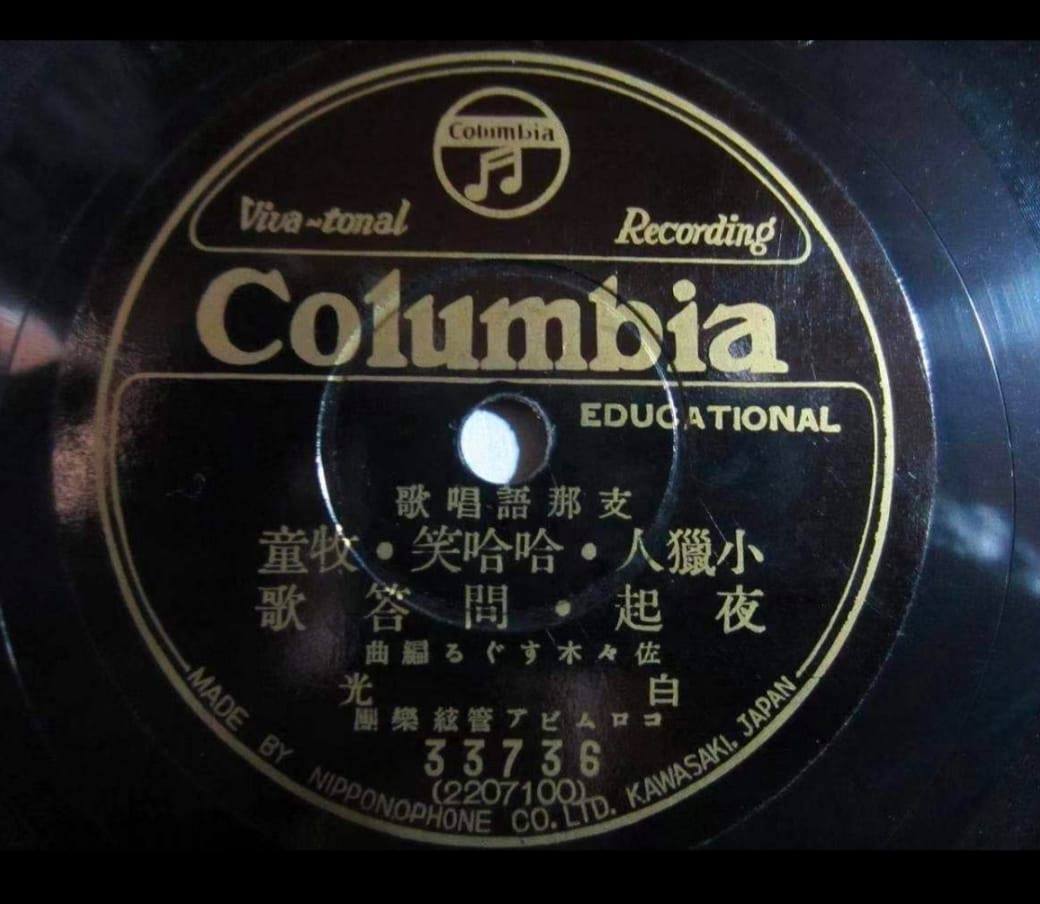 Columbia
Viva-tonal Recording
Columbia
EDUCATIONAL
支那語唱歌
小獵人・哈哈笑・牧童
夜起・問答歌
佐々木すぐる編曲
白光
コロムビア管絃樂團
33736
(2207100)
MADE BY NIPPONOPHONE CO. LTD. KAWASAKI. JAPAN